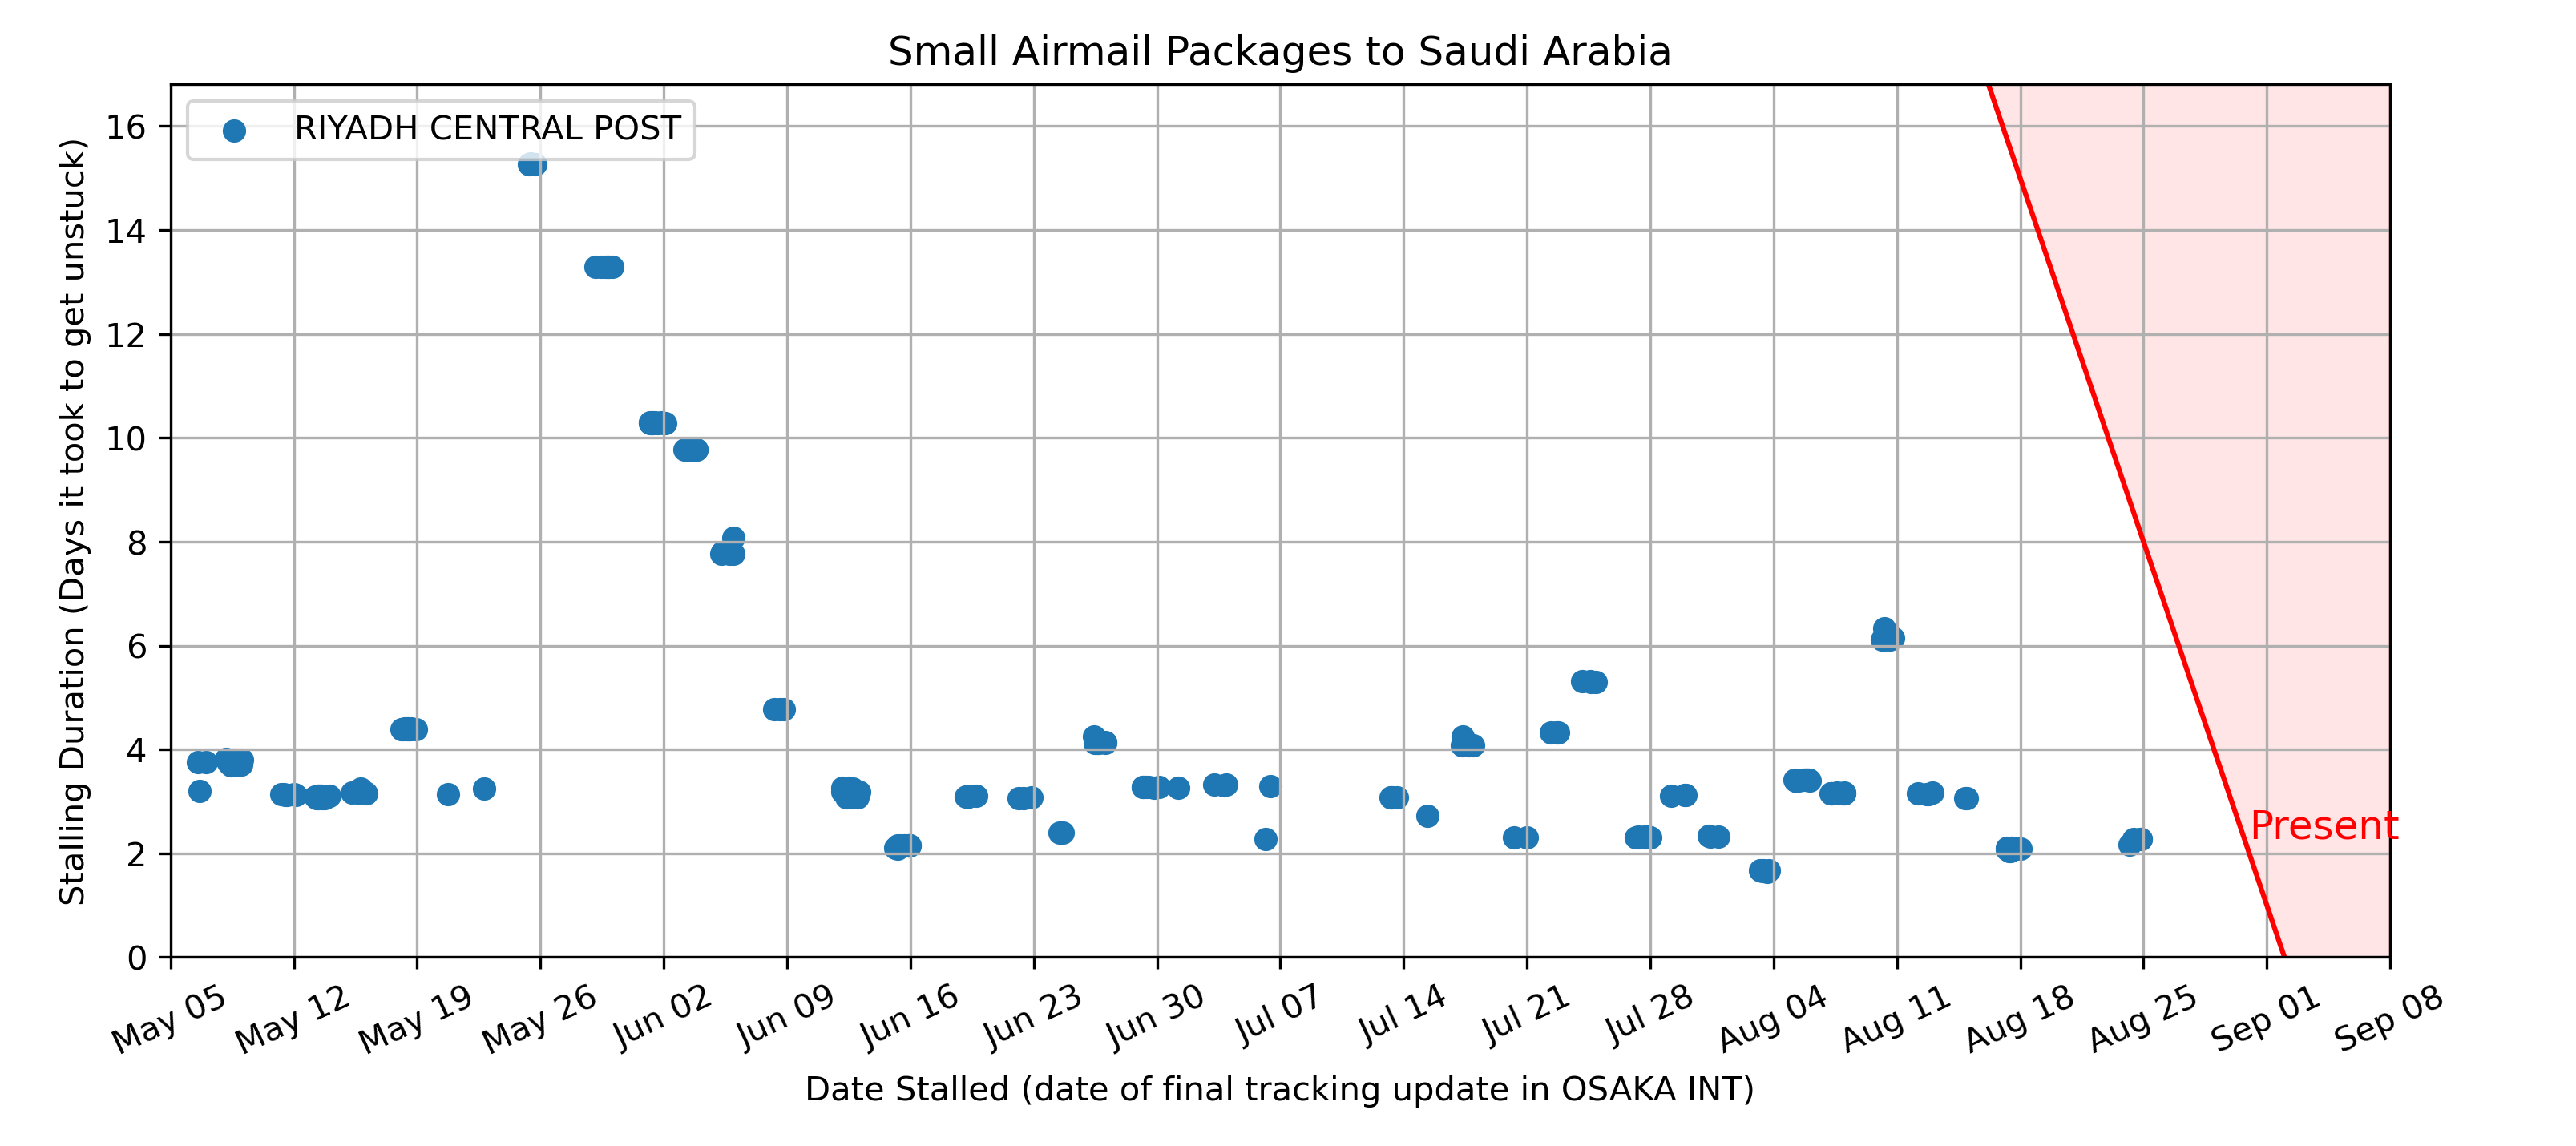 Small Airmail Packages to Saudi Arabia
RIYADH CENTRAL POST
Stalling Duration (Days it took to get unstuck)
16
14
12
10
8
6
4
2
0
Present
May 05
May 12
May 19
May 26
Jun 02
Jun 09
Jun 16
Jun 23
Jun 30
Jul 07
Jul 14
Jul 21
Jul 28
Aug 04
Aug 11
Aug 18
Aug 25
Sep 01
Sep 08
Date Stalled (date of final tracking update in OSAKA INT)